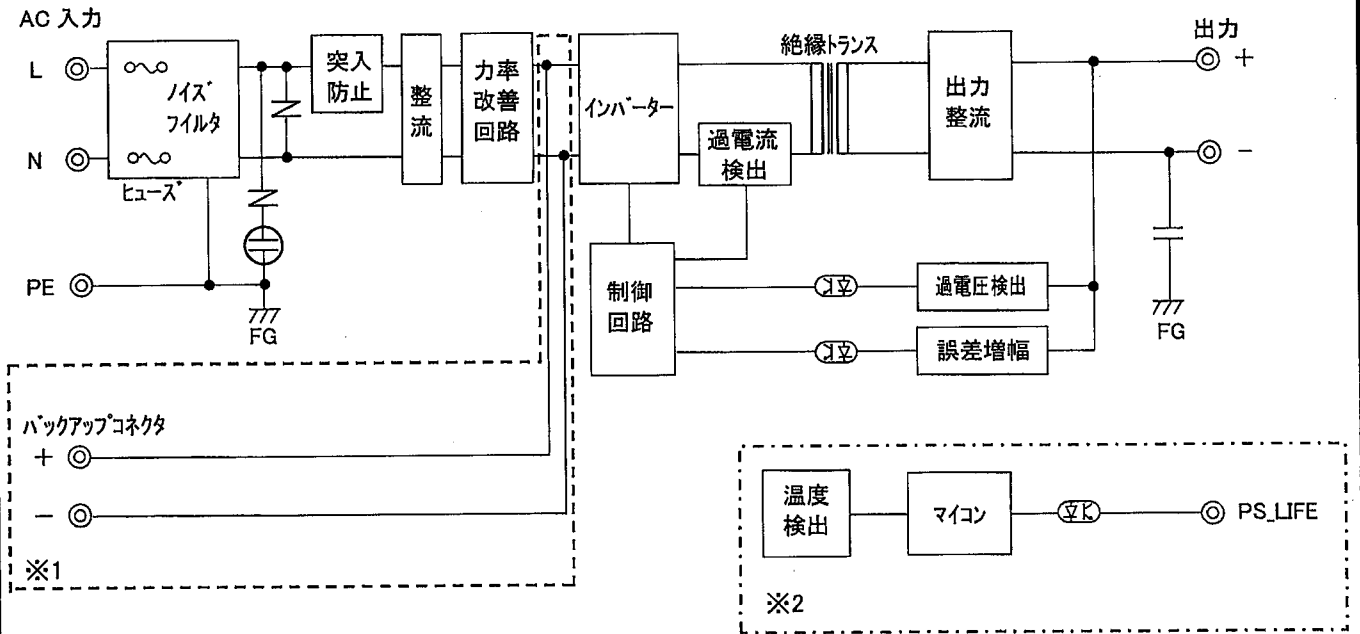 AC 入力
L
N
PE
ノイズ
フイルタ
ヒューズ
突入
防止
整
流
力率
改善
回路
FG
インバーター
過電流
検出
絶縁トランス
出力
整流
出力
+
-
制御
回路
過電圧検出
誤差増幅
FG
バックアップコネクタ
+
-
※1
温度
検出
マイコン
PS_LIFE
※2